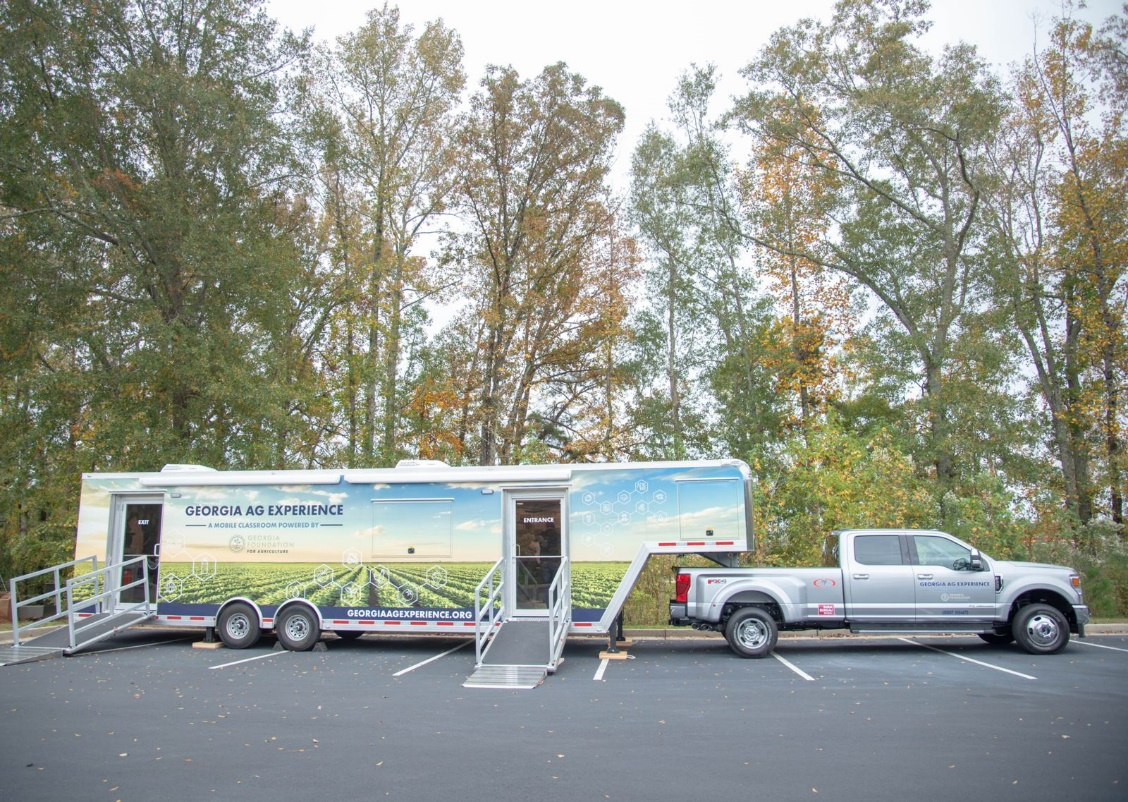 EXIT
GEORGIA AG EXPERIENCE
A MOBILE CLASSROOM POWERED BY
GEORGIA
FOUNDATION
FOR AGRICULTURE
ENTRANCE
GEORGIAAGEXPERIENCE.ORG
GEORGIA AG EXPERIENCE